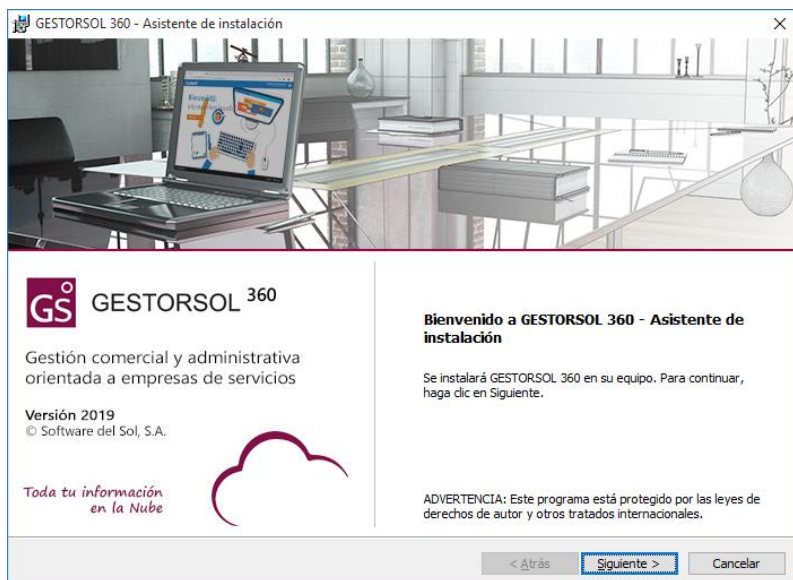 GESTORSOL 360 - Asistente de instalación
Bienvenido
GS
GESTORSOL 360
Gestión comercial y administrativa
orientada a empresas de servicios
Versión 2019
© Software del Sol, S.A.
Toda tu información
en la Nube
Bienvenido a GESTORSOL 360 - Asistente de
instalación
Se instalará GESTORSOL 360 en su equipo. Para continuar,
haga clic en Siguiente.
ADVERTENCIA: Este programa está protegido por las leyes de
derechos de autor y otros tratados internacionales.
< Atrás
Siguiente >
Cancelar